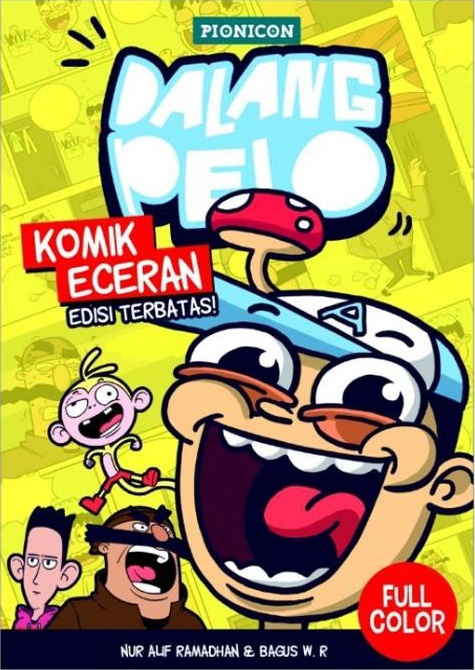 PIONICON
DALANG
PELO
KOMIK
ECERAN
EDISI TERBATAS!
A
FULL
COLOR
NUR ALIF RAMADHAN & BAGUS W. R